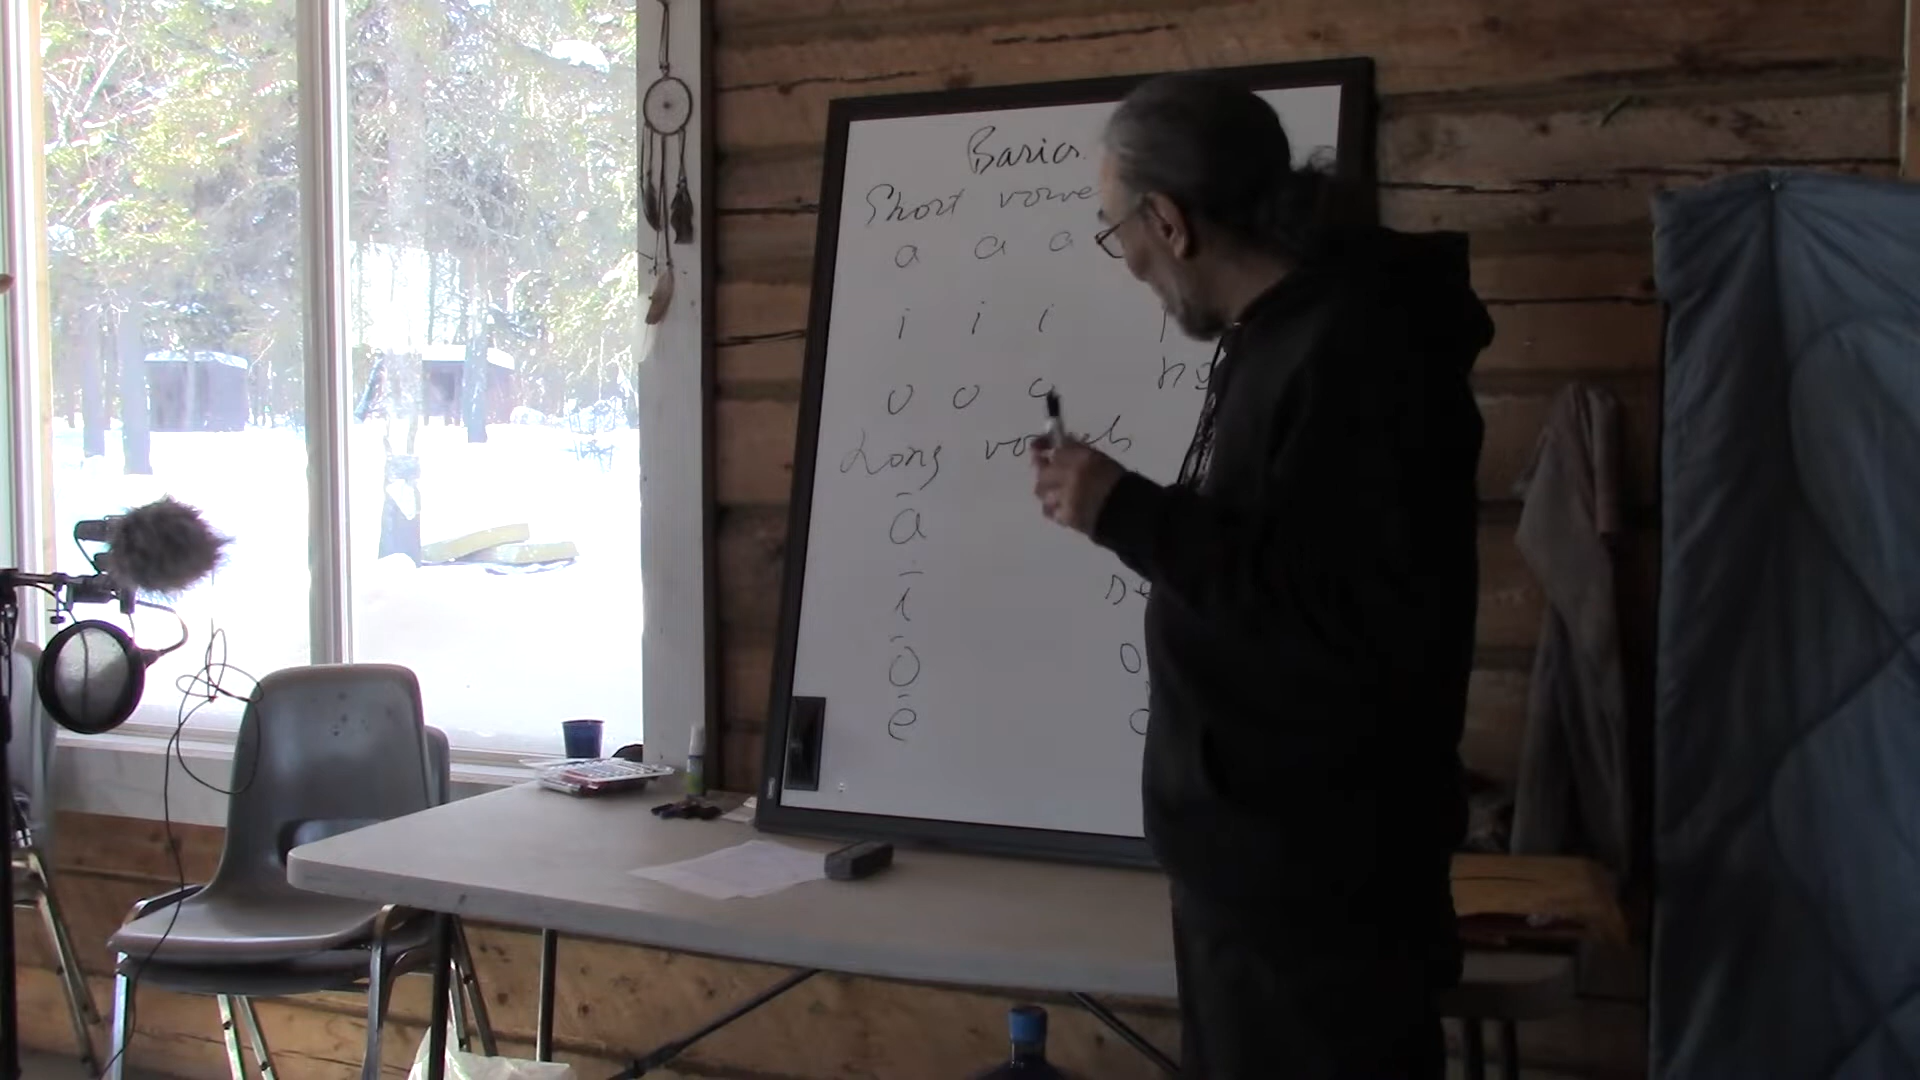 Basics
Short vowe
a a a
i i i
o o o
Long vowels
ā
ī
ō
ē